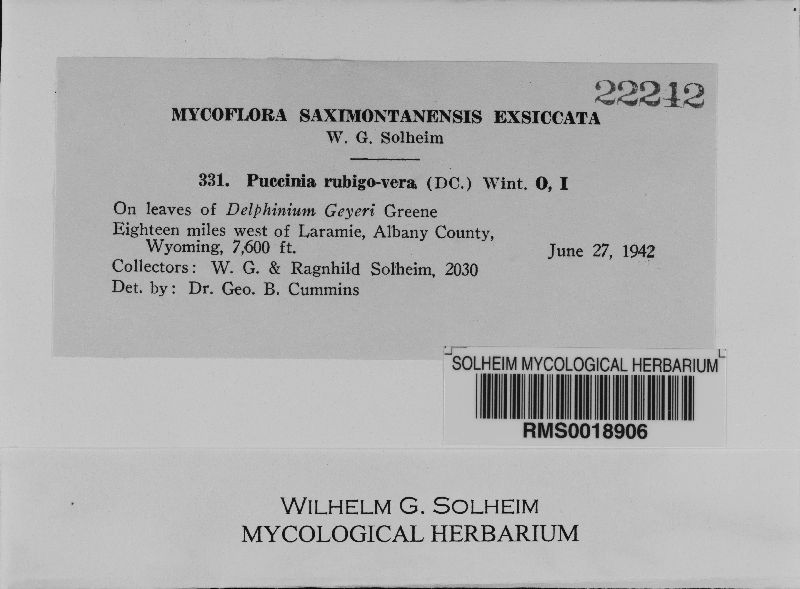 22212
MYCOFLORA SAXIMONTANENSIS EXSICCATA
W. G. Solheim
331. Puccinia rubigo-vera (DC.) Wint. O, I
On leaves of Delphinium Geyeri Greene
Eighteen miles west of Laramie, Albany County,
Wyoming, 7,600 ft. June 27, 1942
Collectors: W. G. & Ragnhild Solheim, 2030
Det. by: Dr. Geo. B. Cummins
SOLHEIM MYCOLOGICAL HERBARIUM
RMS0018906
WILHELM G. SOLHEIM
MYCOLOGICAL HERBARIUM